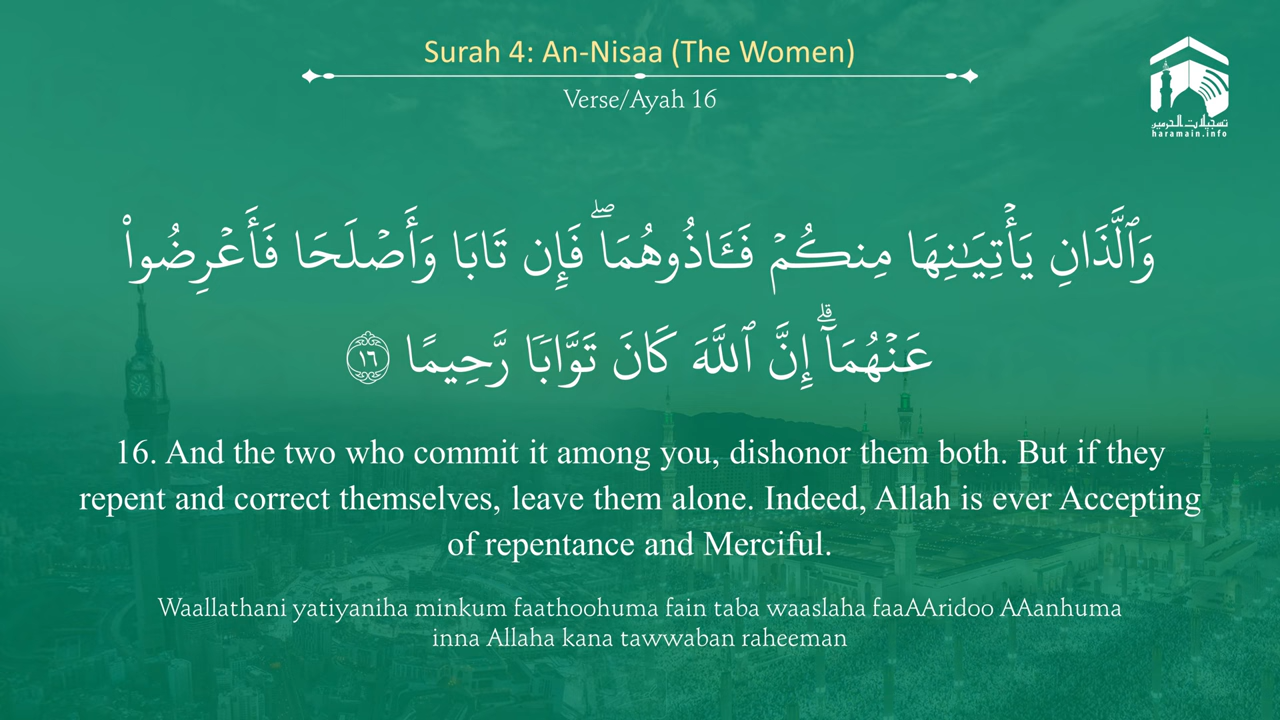 Surah 4: An-Nisaa (The Women)
Verse/Ayah 16
تسجيلات الحرمين
haramain.info
وَٱلَّذَانِ يَأۡتِيَـٰنِهَا مِنكُمۡ فَـَٔاذُوهُمَاۖ فَإِن تَابَا وَأَصۡلَحَا فَأَعۡرِضُواْ
عَنۡهُمَآۗ إِنَّ ٱللَّهَ كَانَ تَوَّابٗا رَّحِيمًا ١٦
16. And the two who commit it among you, dishonor them both. But if they
repent and correct themselves, leave them alone. Indeed, Allah is ever Accepting
of repentance and Merciful.
Waallathani yatiyaniha minkum faathoohuma fain taba waaslaha faaAAridoo AAanhuma
inna Allaha kana tawwaban raheeman